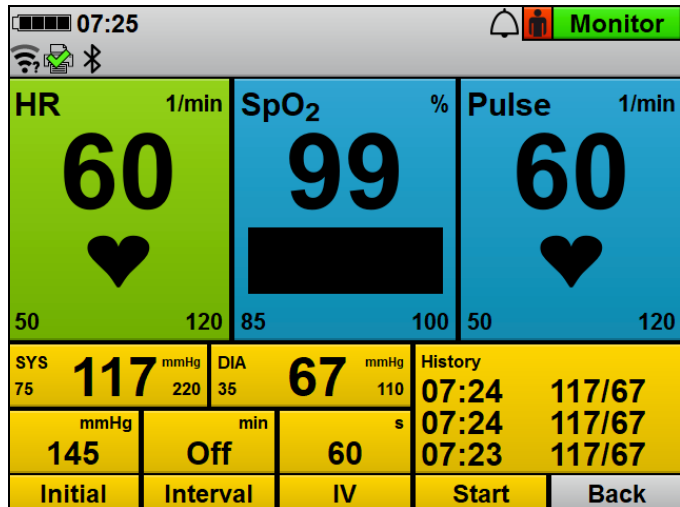 07:25
Monitor
?
HR 1/min
60
50 120
SpO2 %
99
85 100
Pulse 1/min
60
50 120
SYS 117 mmHg
75 220
DIA 67 mmHg
35 110
History
07:24 117/67
07:24 117/67
07:23 117/67
mmHg
145
min
Off
s
60
Initial Interval IV Start Back